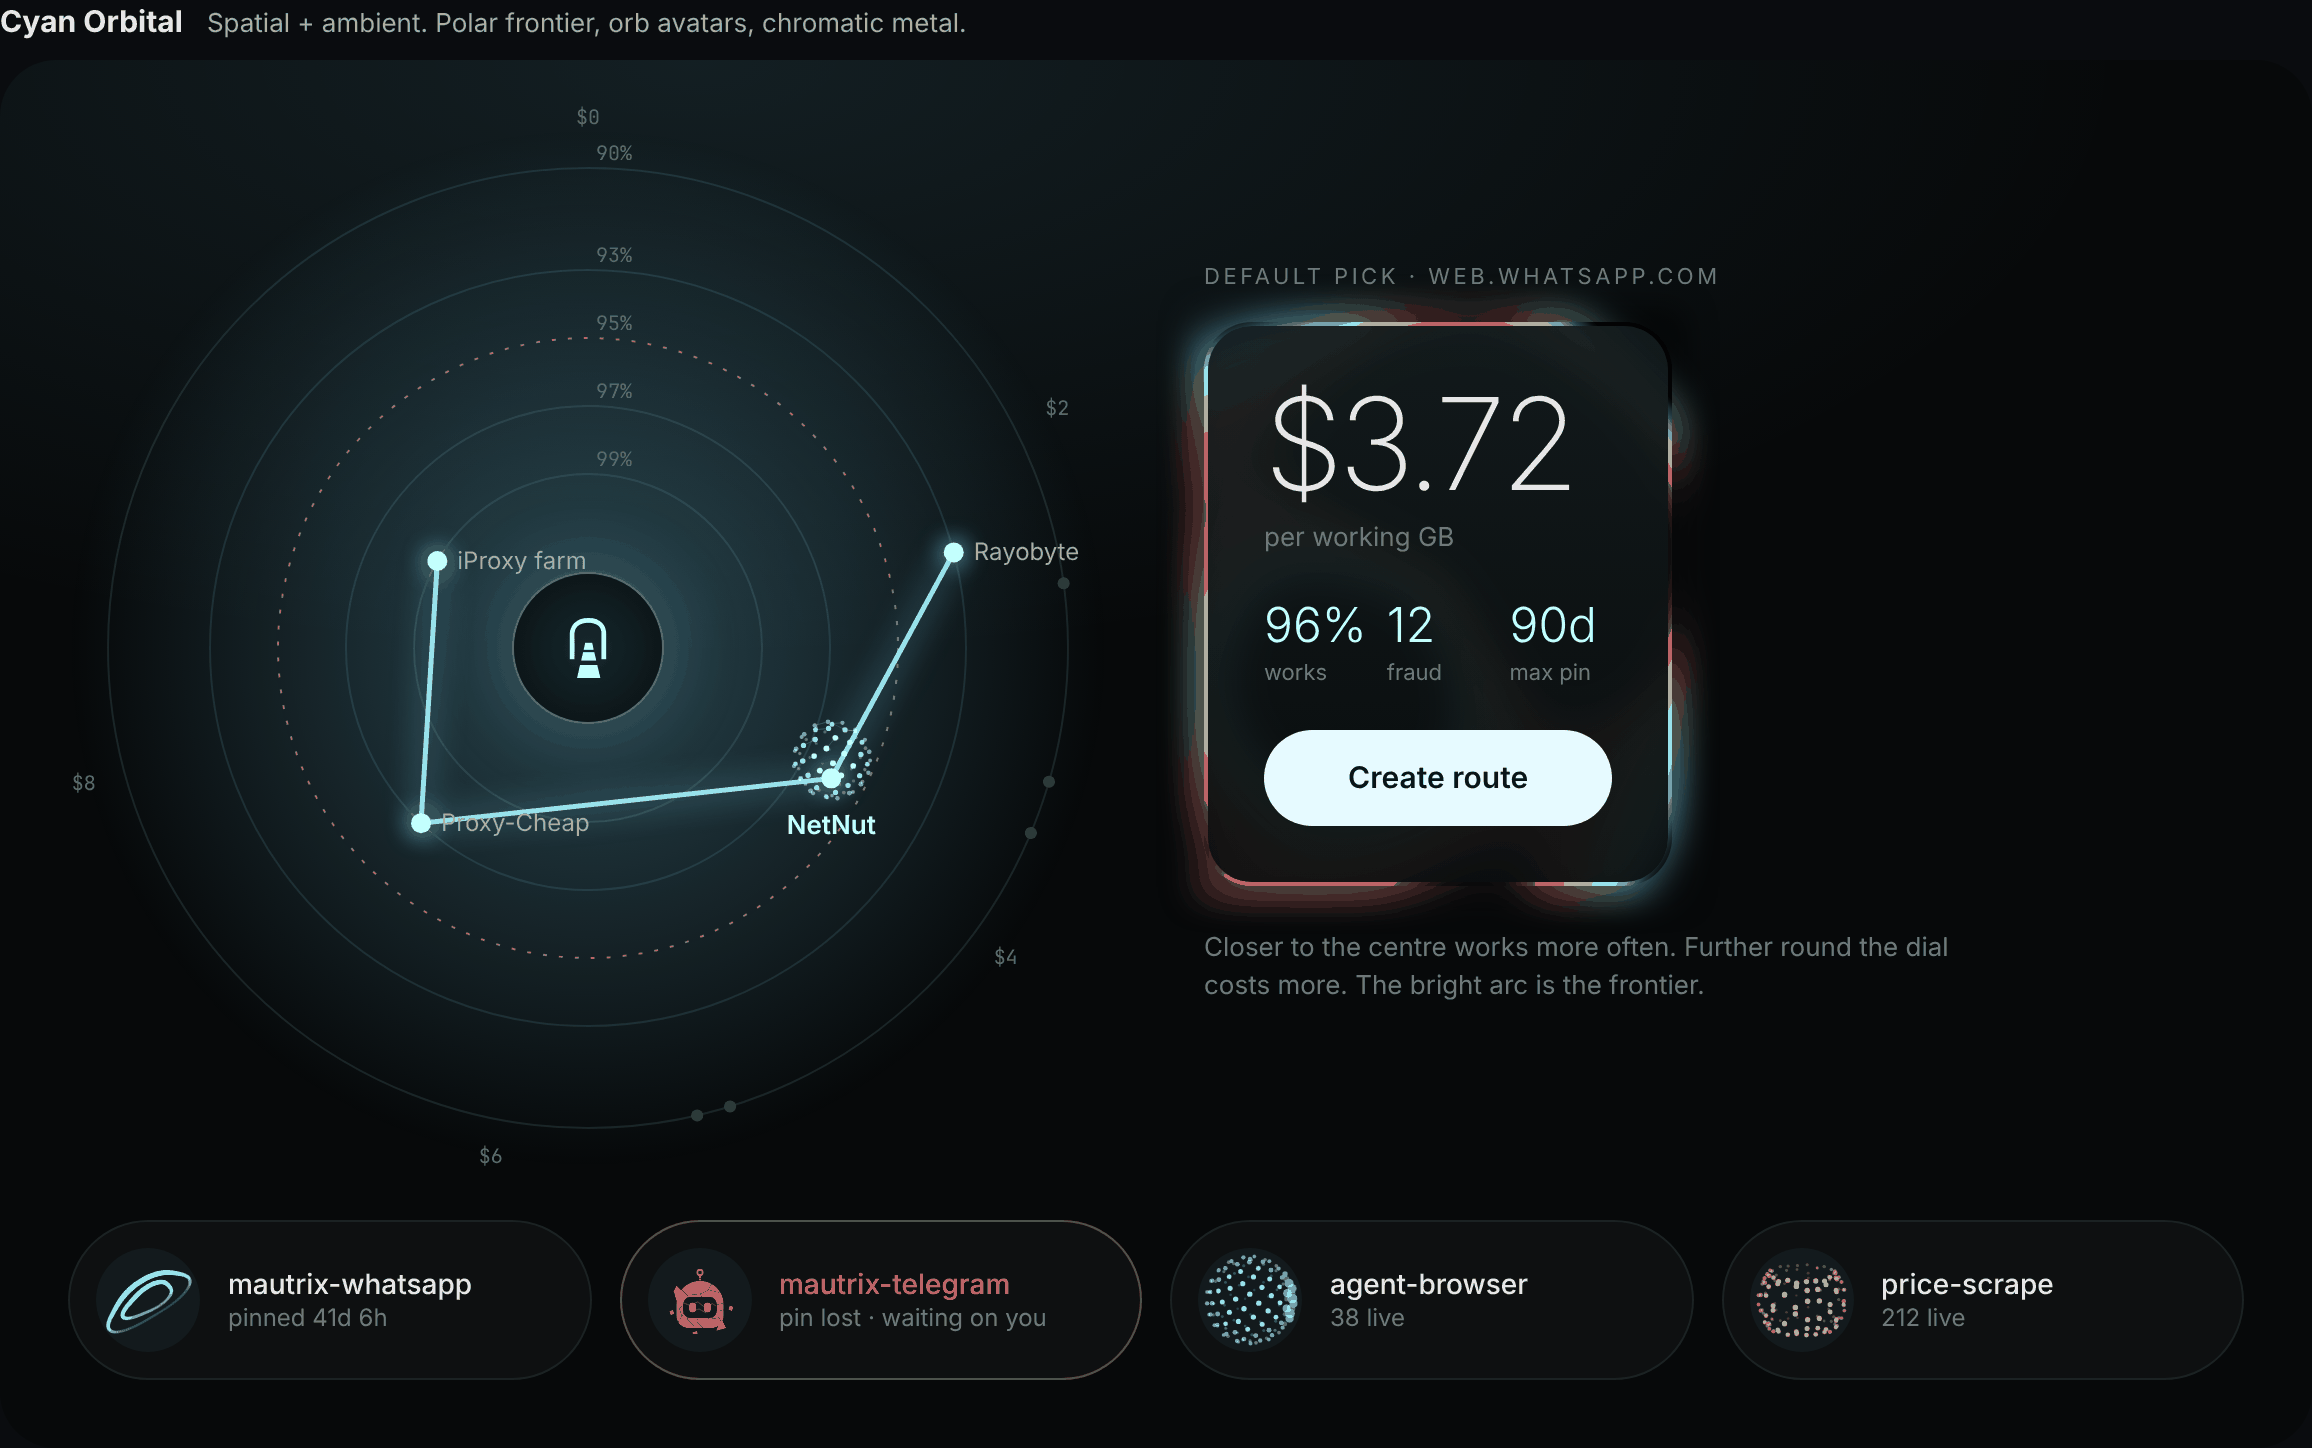 Cyan Orbital Spatial + ambient. Polar frontier, orb avatars, chromatic metal.
$0
90%
93%
95%
97%
99%
$2
iProxy farm
Rayobyte
$8
Proxy-Cheap
NetNut
$4
$6
DEFAULT PICK · WEB.WHATSAPP.COM
$3.72
per working GB
96% 12 90d
works fraud max pin
Create route
Closer to the centre works more often. Further round the dial
costs more. The bright arc is the frontier.
mautrix-whatsapp
pinned 41d 6h
mautrix-telegram
pin lost · waiting on you
agent-browser
38 live
price-scrape
212 live